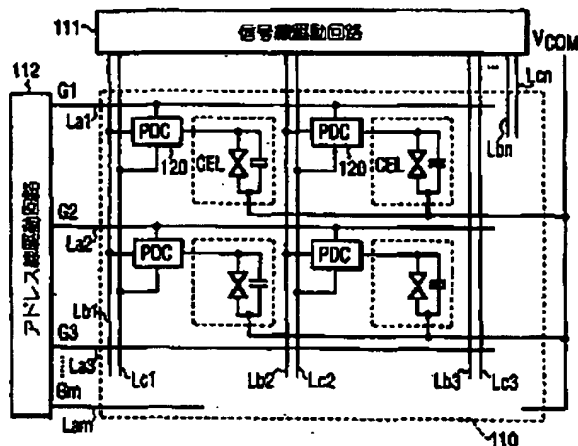 111
信号線駆動回路
VCOM
112
アドレス線駆動回路
G1
La1
PDC
120
CEL
PDC
120
CEL
Lcn
Lbn
G2
La2
PDC
PDC
Lb1
G3
La3
Lc1
Lb2
Lc2
Lb3
Lc3
Gm
Lam
110